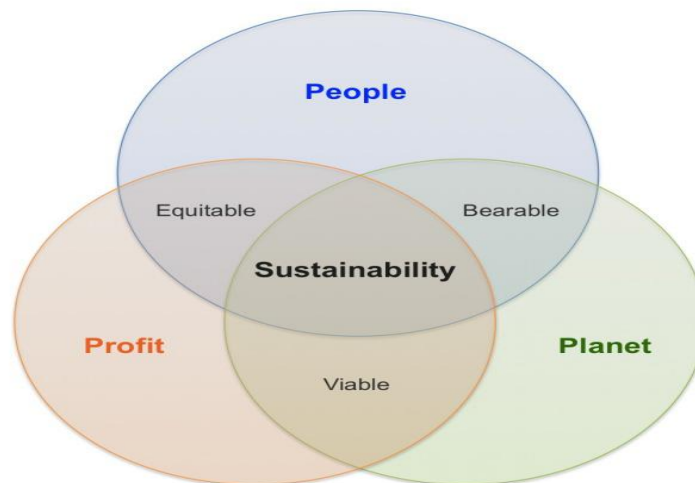 People
Equitable
Bearable
Sustainability
Profit
Planet
Viable